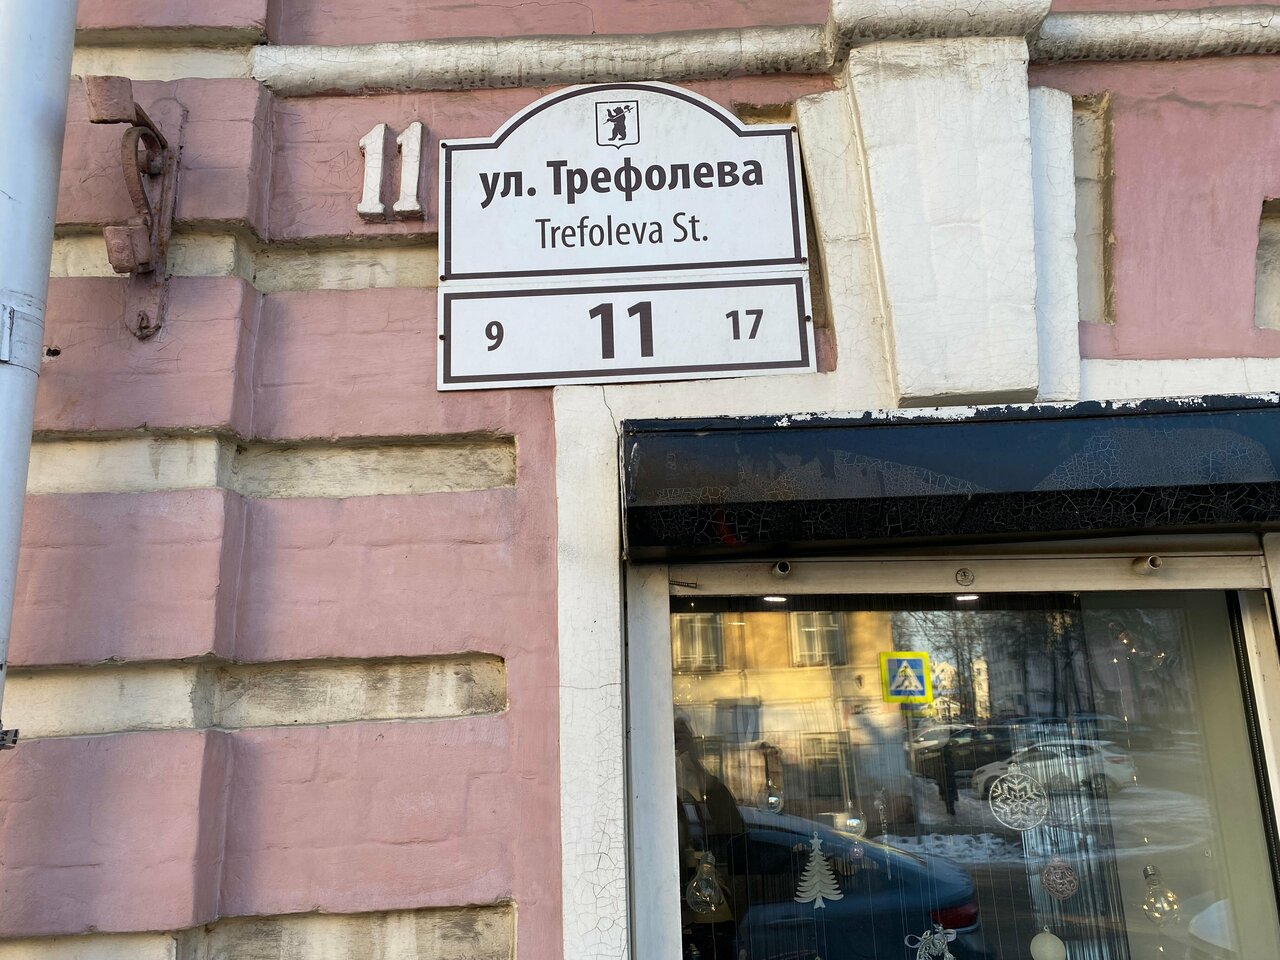 11
ул. Трефолева
Trefoleva St.
9 11 17